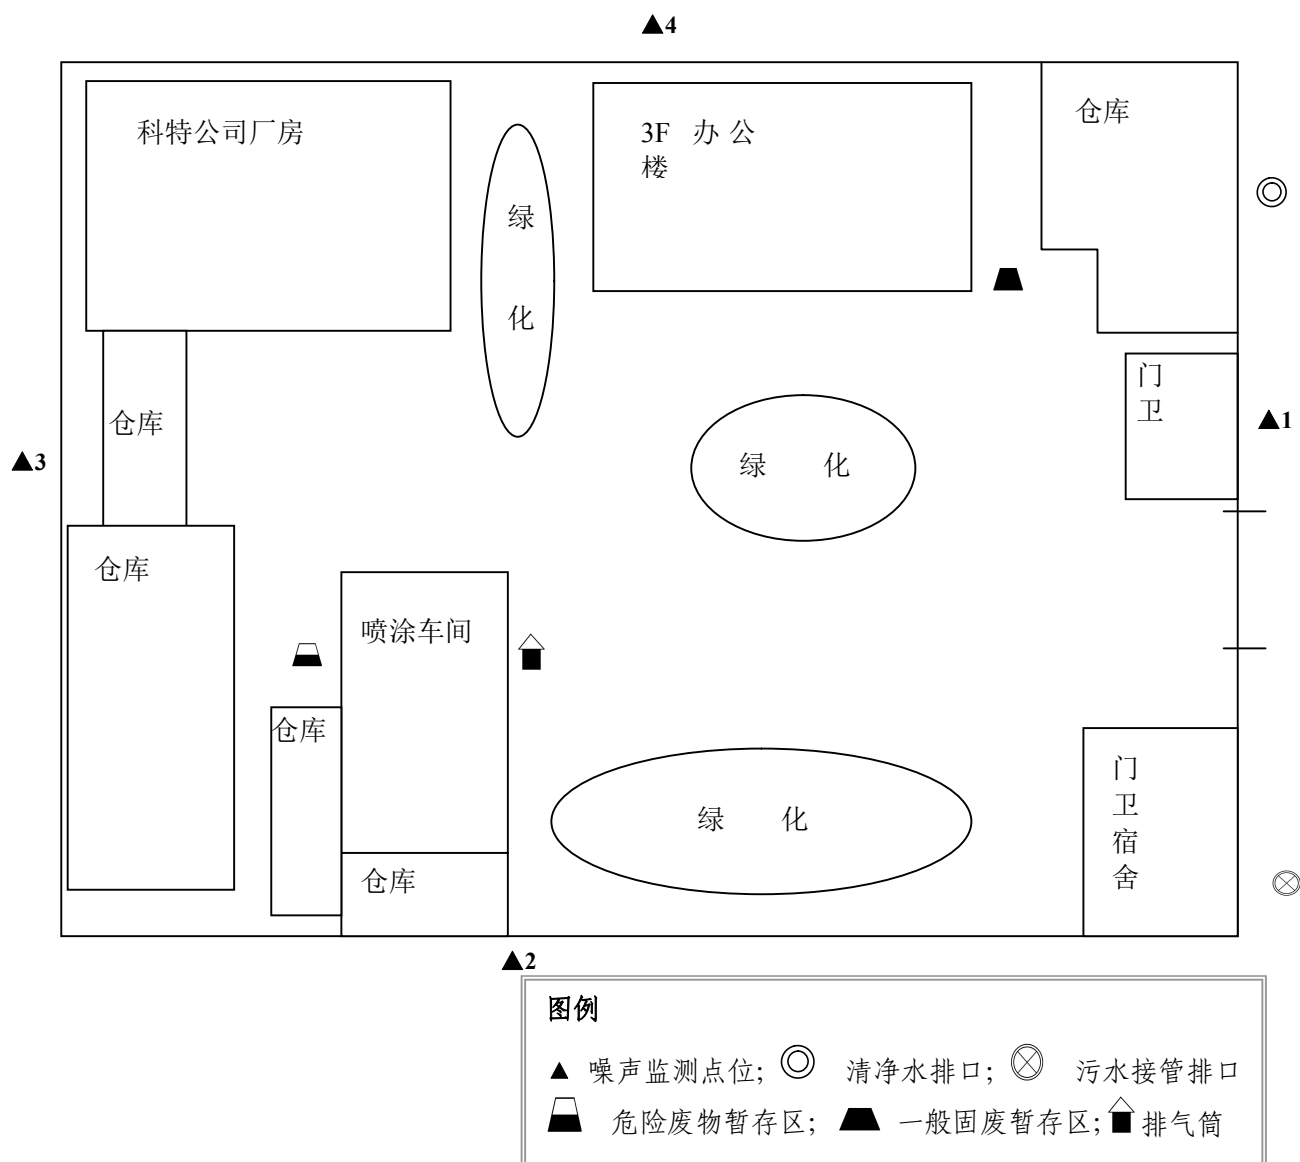 ▲4
科特公司厂房
3F 办 公
楼
仓库
绿
化
门
卫
▲1
仓库
▲3
绿 化
仓库
喷涂车间
仓库
门
卫
宿
舍
绿 化
仓库
▲2
图例
▲ 噪声监测点位; 清净水排口; 污水接管排口
危险废物暂存区; 一般固废暂存区; 排气筒